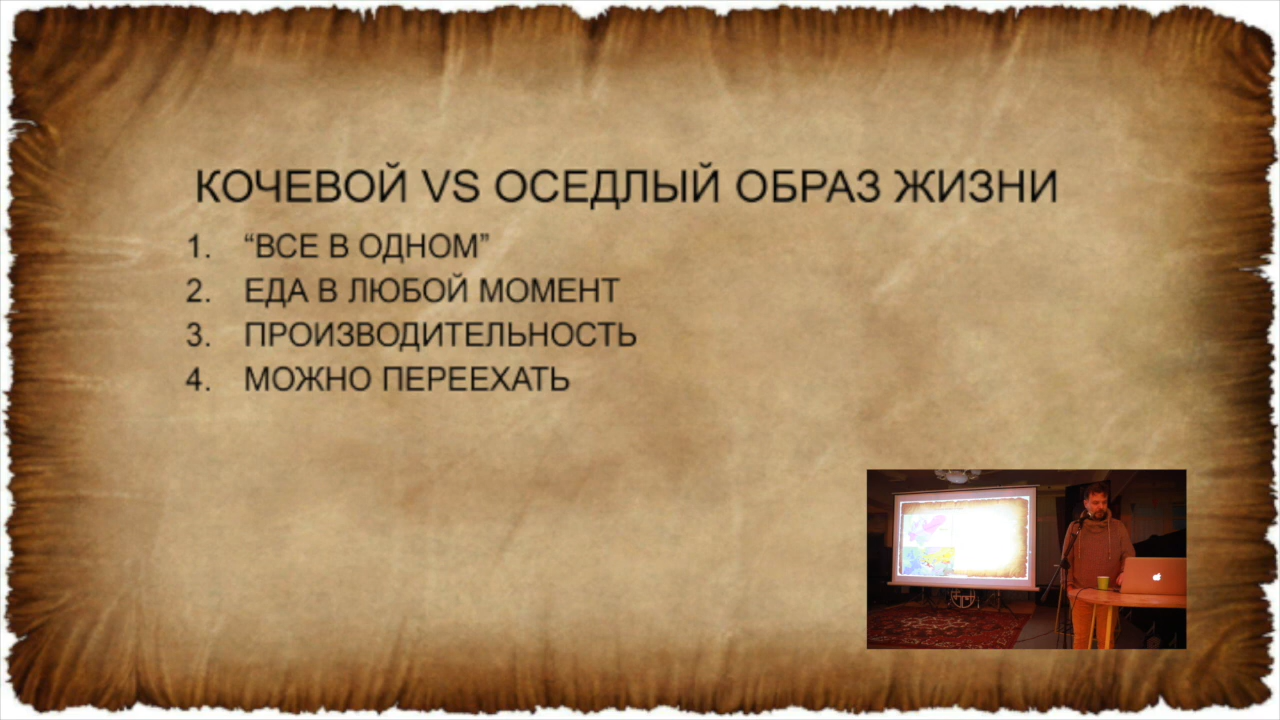 КОЧЕВОЙ VS ОСЕДЛЫЙ ОБРАЗ ЖИЗНИ
1. “ВСЕ В ОДНОМ”
2. ЕДА В ЛЮБОЙ МОМЕНТ
3. ПРОИЗВОДИТЕЛЬНОСТЬ
4. МОЖНО ПЕРЕЕХАТЬ